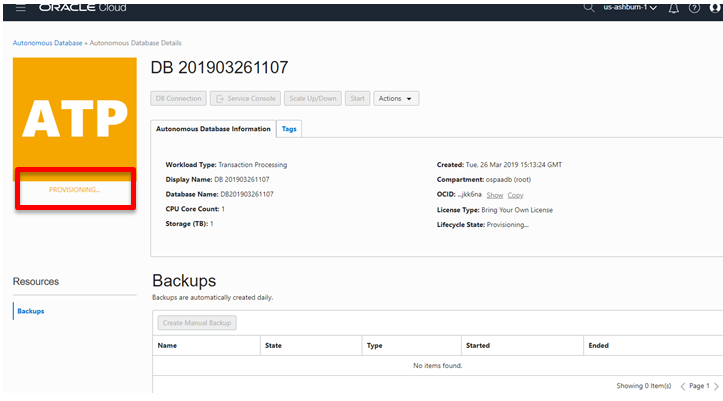 ORACLE Cloud
us-ashburn-1
Autonomous Database » Autonomous Database Details
ATP
PROVISIONING...
DB 201903261107
DB Connection
Service Console
Scale Up/Down
Start
Actions
Autonomous Database Information
Tags
Workload Type: Transaction Processing
Display Name: DB 201903261107
Database Name: DB201903261107
CPU Core Count: 1
Storage (TB): 1
Created: Tue, 26 Mar 2019 15:13:24 GMT
Compartment: ospaadb (root)
OCID: ...jkk6na Show Copy
License Type: Bring Your Own License
Lifecycle State: Provisioning...
Resources
Backups
Backups
Backups are automatically created daily.
Create Manual Backup
Name State Type Started Ended
No items found.
Showing 0 Item(s) < Page 1 >